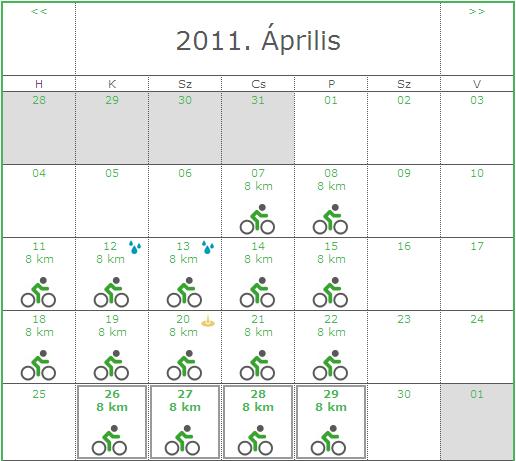 << 2011. Április >>
H K Sz Cs P Sz V
28 29 30 31 01 02 03
04 05 06 07 08 09 10
8 km 8 km
11 12 13 14 15 16 17
8 km 8 km 8 km 8 km 8 km
18 19 20 21 22 23 24
8 km 8 km 8 km 8 km 8 km
25 26 27 28 29 30 01
8 km 8 km 8 km 8 km